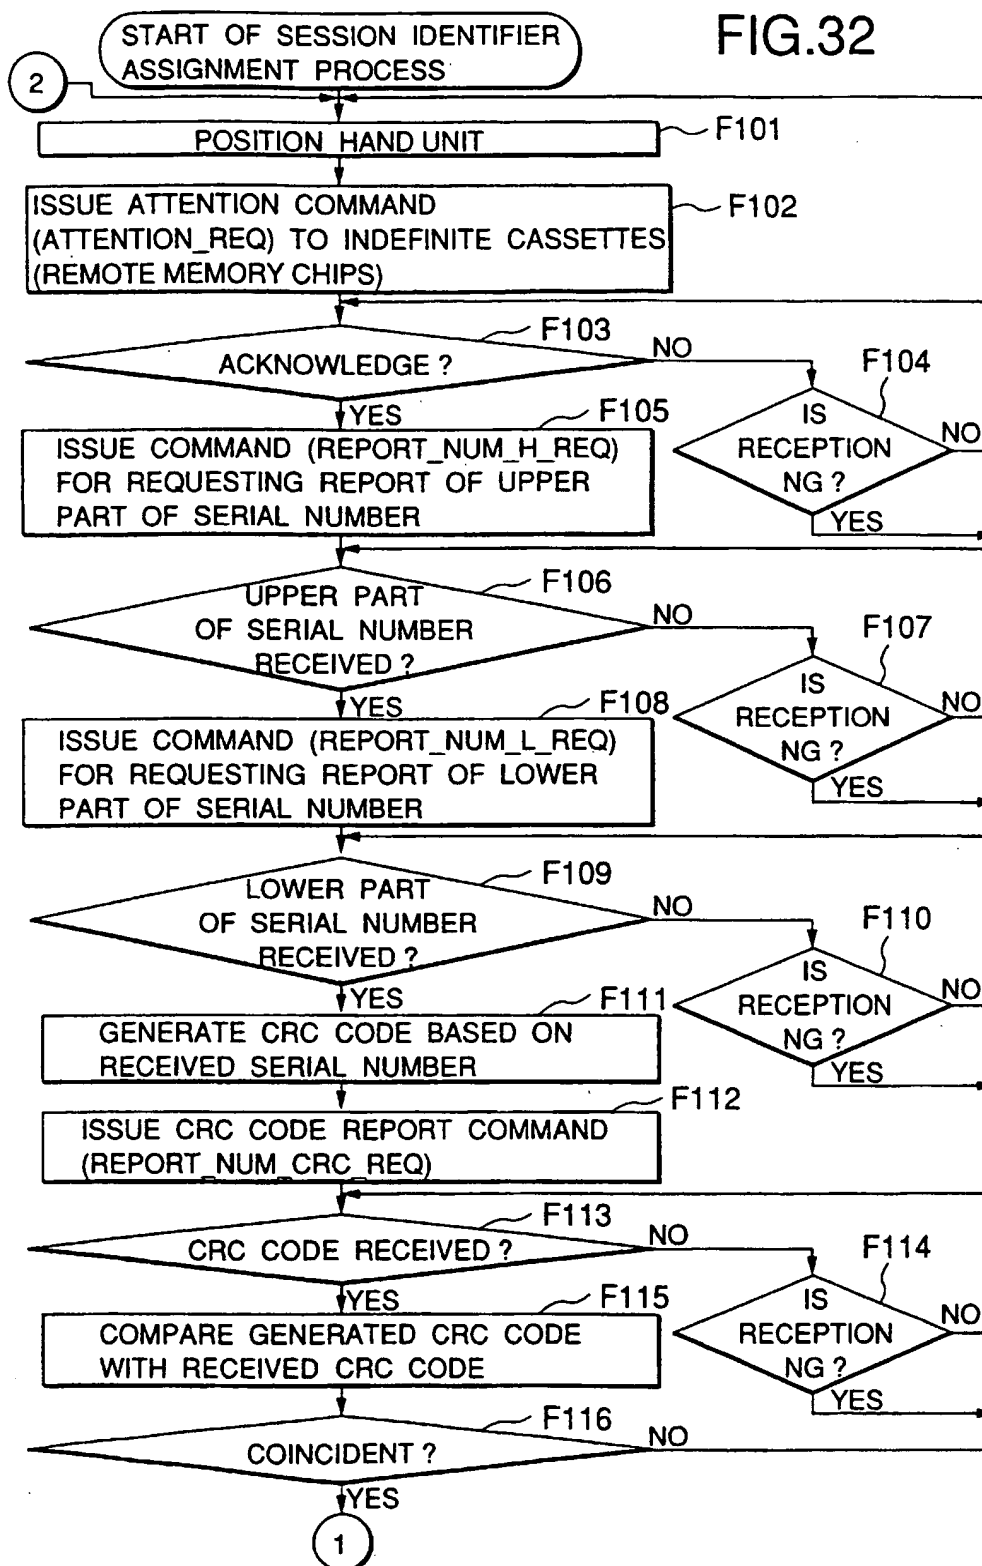 FIG.32
START OF SESSION IDENTIFIER
ASSIGNMENT PROCESS
2
POSITION HAND UNIT
F101
ISSUE ATTENTION COMMAND
(ATTENTION_REQ) TO INDEFINITE CASSETTES
(REMOTE MEMORY CHIPS)
F102
ACKNOWLEDGE ?
F103
NO
YES
IS
RECEPTION
NG ?
F104
NO
YES
ISSUE COMMAND (REPORT_NUM_H_REQ)
FOR REQUESTING REPORT OF UPPER
PART OF SERIAL NUMBER
F105
UPPER PART
OF SERIAL NUMBER
RECEIVED ?
F106
NO
YES
IS
RECEPTION
NG ?
F107
NO
YES
ISSUE COMMAND (REPORT_NUM_L_REQ)
FOR REQUESTING REPORT OF LOWER
PART OF SERIAL NUMBER
F108
LOWER PART
OF SERIAL NUMBER
RECEIVED ?
F109
NO
YES
IS
RECEPTION
NG ?
F110
NO
YES
GENERATE CRC CODE BASED ON
RECEIVED SERIAL NUMBER
F111
ISSUE CRC CODE REPORT COMMAND
(REPORT_NUM_CRC_REQ)
F112
CRC CODE RECEIVED ?
F113
NO
YES
IS
RECEPTION
NG ?
F114
NO
YES
COMPARE GENERATED CRC CODE
WITH RECEIVED CRC CODE
F115
COINCIDENT ?
F116
NO
YES
1